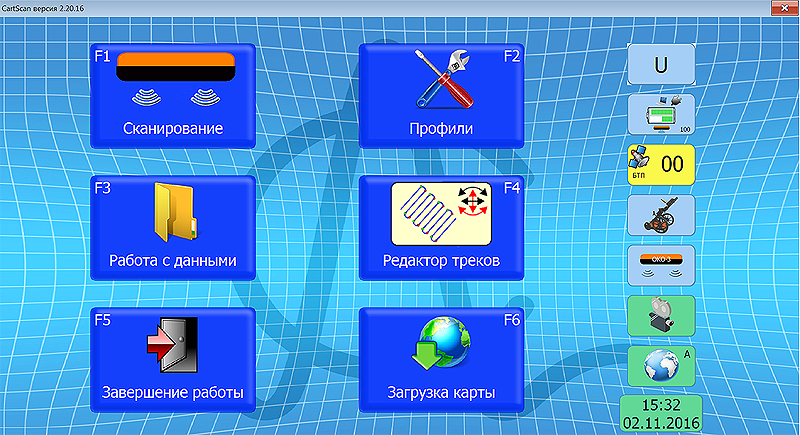 CartScan версия 2.20.16
F1
Сканирование
F2
Профили
F3
Работа с данными
F4
Редактор треков
F5
Завершение работы
F6
Загрузка карты
U
100
БТП
00
ОКО-3
A
15:32
02.11.2016